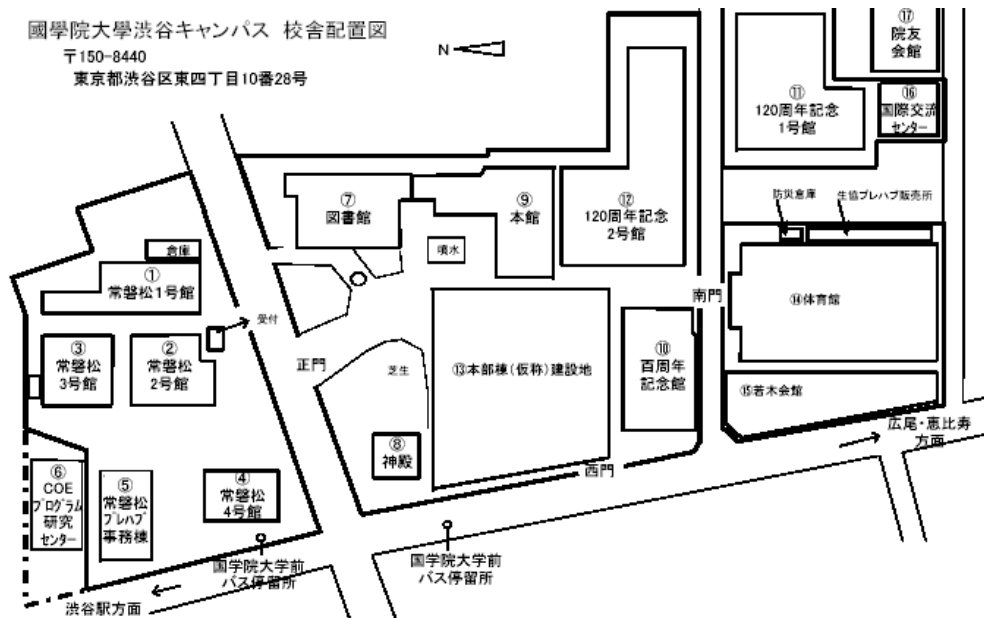 國學院大學渋谷キャンパス 校舎配置図
〒150-8440
東京都渋谷区東四丁目10番28号
N
⑰
院友
会館
⑯
国際交流
センター
⑪
120周年記念
1号館
防災倉庫
生協プレハブ販売所
⑦
図書館
⑨
本館
⑫
120周年記念
2号館
噴水
倉庫
①
常磐松1号館
受付
③
常磐松
3号館
②
常磐松
2号館
正門
芝生
⑬本部棟(仮称)建設地
⑩
百周年
記念館
南門
⑭体育館
⑮若木会館
広尾・恵比寿
方面
⑧
神殿
西門
⑥
COE
プログラム
研究
センター
⑤
常磐松
プレハブ
事務棟
④
常磐松
4号館
国学院大学前
バス停留所
国学院大学前
バス停留所
渋谷駅方面